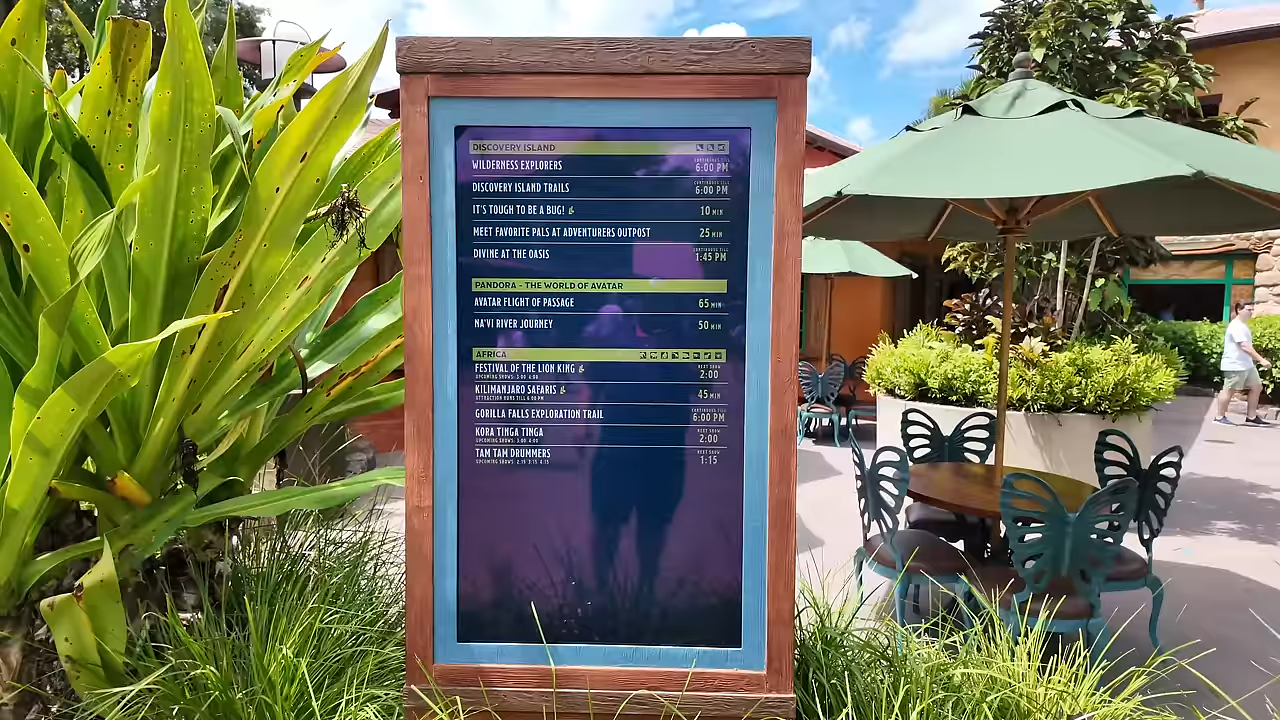 DISCOVERY ISLAND
WILDERNESS EXPLORERS CONTINUOUS TILL 6:00 PM
DISCOVERY ISLAND TRAILS CONTINUOUS TILL 6:00 PM
IT'S TOUGH TO BE A BUG! 10 MIN
MEET FAVORITE PALS AT ADVENTURERS OUTPOST 25 MIN
DIVINE AT THE OASIS CONTINUOUS TILL 1:45 PM
PANDORA - THE WORLD OF AVATAR
AVATAR FLIGHT OF PASSAGE 65 MIN
NA'VI RIVER JOURNEY 50 MIN
AFRICA
FESTIVAL OF THE LION KING NEXT SHOW 2:00
UPCOMING SHOWS: 3:00 4:00
KILIMANJARO SAFARIS 45 MIN
ATTRACTION RUNS TILL 6:00 PM
GORILLA FALLS EXPLORATION TRAIL CONTINUOUS TILL 6:00 PM
KORA TINGA TINGA NEXT SHOW 2:00
UPCOMING SHOWS: 3:00 4:00
TAM TAM DRUMMERS NEXT SHOW 1:15
UPCOMING SHOWS: 2:15 3:15 4:15